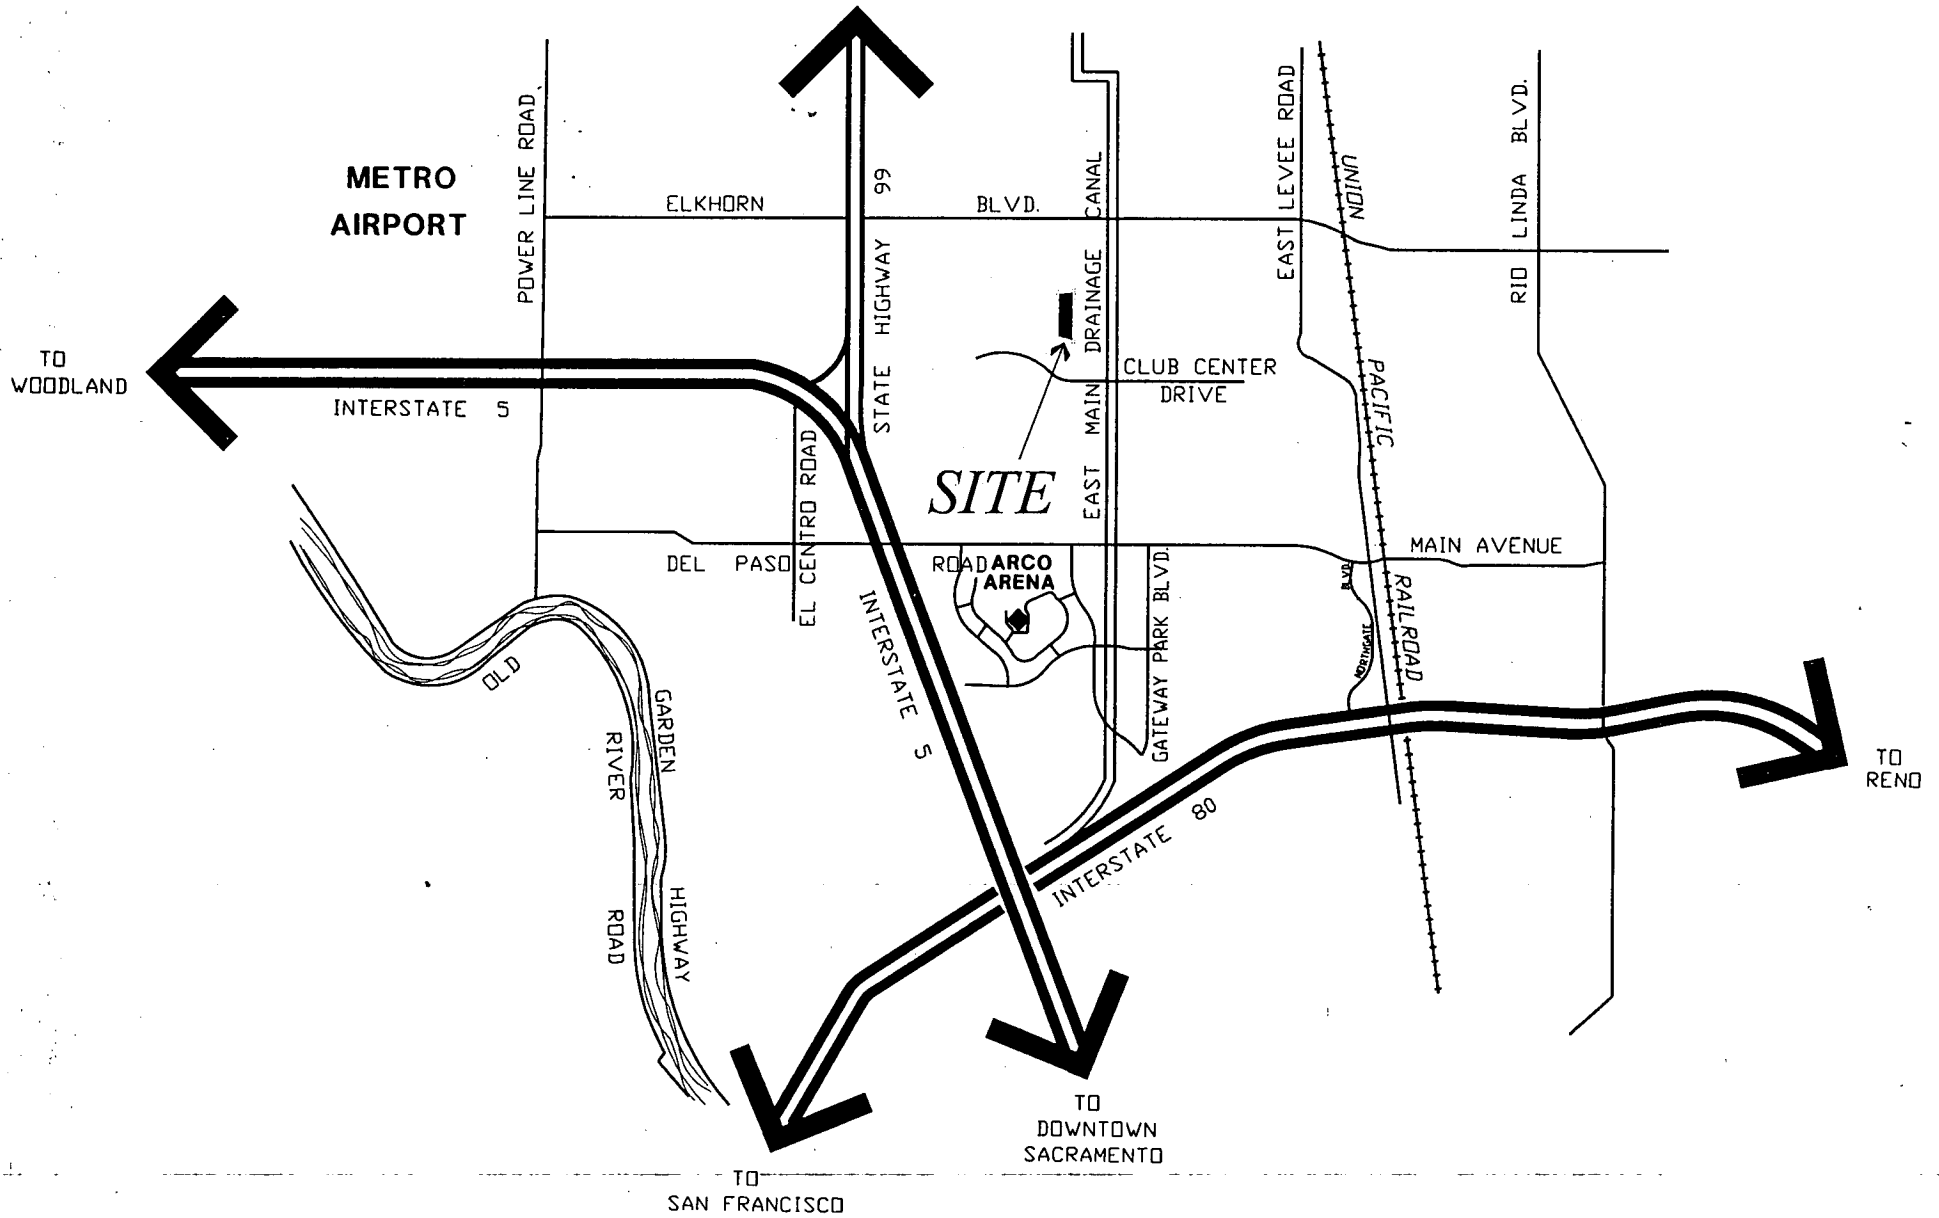 METRO
AIRPORT
POWER LINE ROAD
ELKHORN BLVD.
STATE HIGHWAY 99
EAST MAIN DRAINAGE CANAL
EAST LEVEE ROAD
UNION PACIFIC RAILROAD
RIO LINDA BLVD.
TO
WOODLAND
INTERSTATE 5
CLUB CENTER
DRIVE
EL CENTRO ROAD
SITE
DEL PASO ROAD
ARCO
ARENA
MAIN AVENUE
GATEWAY PARK BLVD.
NORTHGATE BLVD.
INTERSTATE 5
OLD
RIVER
ROAD
GARDEN
HIGHWAY
INTERSTATE 80
TO
RENO
TO
DOWNTOWN
SACRAMENTO
TO
SAN FRANCISCO